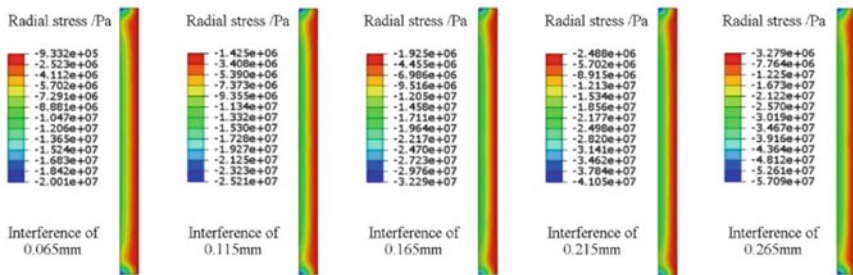 Radial stress /Pa
-9.332e+05
-2.523e+06
-4.112e+06
-5.702e+06
-7.291e+06
-8.881e+06
-1.047e+07
-1.206e+07
-1.365e+07
-1.524e+07
-1.683e+07
-1.842e+07
-2.001e+07
Interference of
0.065mm
Radial stress /Pa
-1.425e+06
-3.408e+06
-5.390e+06
-7.373e+06
-9.355e+06
-1.134e+07
-1.332e+07
-1.530e+07
-1.728e+07
-1.927e+07
-2.125e+07
-2.323e+07
-2.521e+07
Interference of
0.115mm
Radial stress /Pa
-1.925e+06
-4.455e+06
-6.986e+06
-9.516e+06
-1.205e+07
-1.458e+07
-1.711e+07
-1.964e+07
-2.217e+07
-2.470e+07
-2.723e+07
-2.976e+07
-3.229e+07
Interference of
0.165mm
Radial stress /Pa
-2.488e+06
-5.702e+06
-8.915e+06
-1.213e+07
-1.534e+07
-1.856e+07
-2.177e+07
-2.498e+07
-2.820e+07
-3.141e+07
-3.462e+07
-3.784e+07
-4.105e+07
Interference of
0.215mm
Radial stress /Pa
-3.279e+06
-7.764e+06
-1.225e+07
-1.673e+07
-2.122e+07
-2.570e+07
-3.019e+07
-3.467e+07
-3.916e+07
-4.364e+07
-4.812e+07
-5.261e+07
-5.709e+07
Interference of
0.265mm